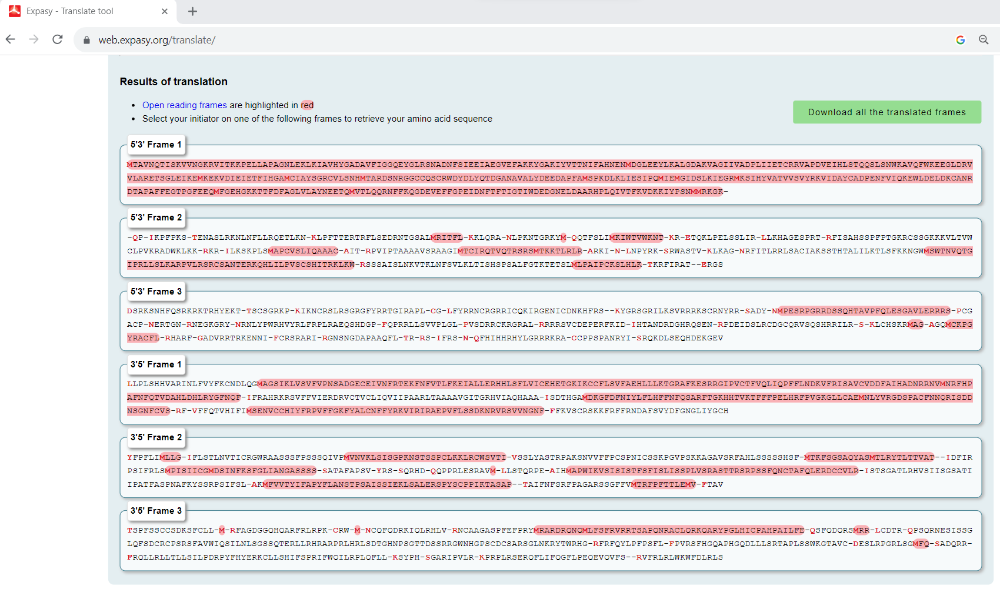 Expasy - Translate tool
web.expasy.org/translate/
Results of translation
Open reading frames are highlighted in red
Select your initiator on one of the following frames to retrieve your amino acid sequence
Download all the translated frames
5'3' Frame 1
MTAVNQTISKVVNGKRVITKKPELLAPAGNLEKLKIAVHYGADAVFIGGQEYGLRSNADNFSIEEIAEGVEFAKKYGAKIYVTTNIFAHNENMDGLEEYLKALGDAKVAGIIVADPLIIETCRRVAPDVEIHLSTQQSLSNWKAVQFWKEEGLDRV
VLARETSGLEIKEMKEKVDIEIETFIHGAMCIAYSGRCVLSNHMTARDSNRGGCCQSCRWDYDLYQTDGANAVALYDEEDAPFAMSPKDLKLIESIPQMIEMGIDSLKIEGRMKSIHYVATVVSVYRKVIDAYCADPENFVIQKEWLDELDKCANR
DTAPAFFEGTPGFEEQMFGEHGKKTTFDFAGLVLAYNEETQMVTLQQRNFFKQGDEVEFFGPEIDNFTFTIGTIWDEDGNELDAARHPLQIVTFKVDKKIYPSNMMRKGK-
5'3' Frame 2
-QP-IKPFPKS-TENASLRKNLNFLLRQETLKN-KLPFTTERTRFLSEDRNTGSALMRITFL-KKLQRA-NLPKNTGRKYM-QQTFSLIMKIWTVWKNT-KR-ETQKLPELSSLIR-LLKHAGESPRT-RFISAHSSPFPTGKRCSSGKKKVLTVW
CLPVKRADWKLKK-RKR-ILKSKPLSMAPCVSLIQAAAC-AIT-RPVIPTAAAAVSRAAGIMTCIRQTVQTRSRSMTKKTLRLR-ARKI-N-LNPYRK-SRWASTV-KLKAG-NRFITLRRLSACIAKSSTHTALILKTLSFKKNGWMSWTNVQTG
IPRLLSLKARPVLRSRCSANTERKQHLILPVSCSHITRKLKW-RSSSAISLNKVTKLNFSVLKLTISHSPSALFGTKTETSLMLPAIPCKSLHLK-TKRFIRAT--ERGS
5'3' Frame 3
DSRKSNHFQSRKRKTRHYEKT-TSCSGRKP-KIKNCRSLRSGRGFYRRTGIRAPL-CG-LFYRRNCRGRRICQKIRGENICDNKHFRS-KYGRSGRILKSVRRRKSCRNYRR-SADY-NMPESRPGRRDSSQHTAVPFQLESGAVLERRRS-PCG
ACP-NERTGN-RNEGKGRY-NRNLYPWRHVYRLFRPLRAEQSHDGP-FQPRRLLSVVPLGL-PVSDRRCKRGRAL-RRRRSVCDEPERFKID-IHTANDRDGHRQSEN-RPDEIDSLRCDGCQRVSQSHRRILR-S-KLCHSKRMAG-AGQMCKPG
YRACFL-RHARF-GADVRRTRKENNI-FCRSRARI-RGNSNGDAPAAQFL-TR-RS-IFRS-N-QFHIHHRHYLGRRRKRA-CCPPSPANRYI-SRQKDLSEQHDEKGEV
3'5' Frame 1
LLPLSHHVARINLFVYFKCNDLQGMAGSIKLVSVFVPNSADGECEIVNFRTEKFNFVTLFKEIALLERHHLSFLVICEHETGKIKCCFLSVFAEHLLLKTGRAFKESRRGIPVCTFVQLIQPFFLNDKVFRISAVCVDDFAIHADNRRNVMNRFHP
AFNFQTVDAHLDHLRYGFNQF-IFRAHRKRSVFFVIERDRVCTVCLIQVIIPAARLTAAAAVGITGRHVIAQHAAA-ISDTHGAMDKGFDFNIYLFLHFFNFQSARFTGKHHTVKTFFFPELHRFPVGKGLLCAEMNLYVRGDSPACFNNQRISDD
NSGNFCVS-RF-VFFQTVHIFIMSENVCCHIYFRPVFFGKFYALCNFFYRKVIRIRAEPVFLSSDKNRVRSVVNGNF-FFKVSCRSKKFRFFRNDAFSVYDFGNGLIYGCH
3'5' Frame 2
YFPFLIMLLG-IFLSTLNVTICRGWRAASSSFPSSSQIVPMVNVKLSISGPKNSTSSPCLKKLRCWSVTI-VSSLYASTRPAKSNVVFFPCSPNICSSKPGVPSKKAGAVSRFAHLSSSSSHSF-MTKFSGSAQYASMTLRYTLTTVAT--IDFIR
PSIFRLSMPISIICGMDSINFKSFGLIANGASSSS-SATAFAPSV-YRS-SQRHD-QQPPRLESRAVM-LLSTQRPE-AIHMAPWIKVSISISTFSFISLISSPLVSRASTTRSRPSSFQNCTAFQLERDCCVLR-ISTSGATLRHVSIISGSATI
IPATFASPNAFKYSSRPSIFSL-AKMFVVTYIFAPYFLANSTPSAISSIEKLSALERSPYSCPPIKTASAP--TAIFNFSRFPAGARSSGFFVMTRFPFTTLEMV-FTAV
3'5' Frame 3
TSPFSSCCSDKSFCLL-M-RFAGDGGQHQARFRLRPK-CRW-M-NCQFQDRKIQLRHLV-RNCAAGASPFEFPRYMRARDRQNQMLFSFRVRRTSAPQNRACLQRKQARYPGLHICPAHPAILFE-QSFQDQRSMRR-LCDTR-QPSQRNESISSG
LQFSDCRCPSRSFAVWIQSILNLSGSSQTERLLRHRARPRLHRLSDTGHNPSGTTDSSRRGWNHGPSCDCSARSGLNKRYTWRHG-RFRFQYLPFPSFL-FPVRSFHGQAPHGQDLLLSRTAPLSSWKGTAVC-DESLRPGRLSGMFQ-SADQRR-
FRQLLRLLTLLSILPDRPYFHYERKCLLSHIFSPRIFWQILRPLQFLL-KSYPH-SGARIPVLR-KPRPLRSERQFLIFQGFLPEQEVQVFS--RVFRLRLWKWFDLRLS